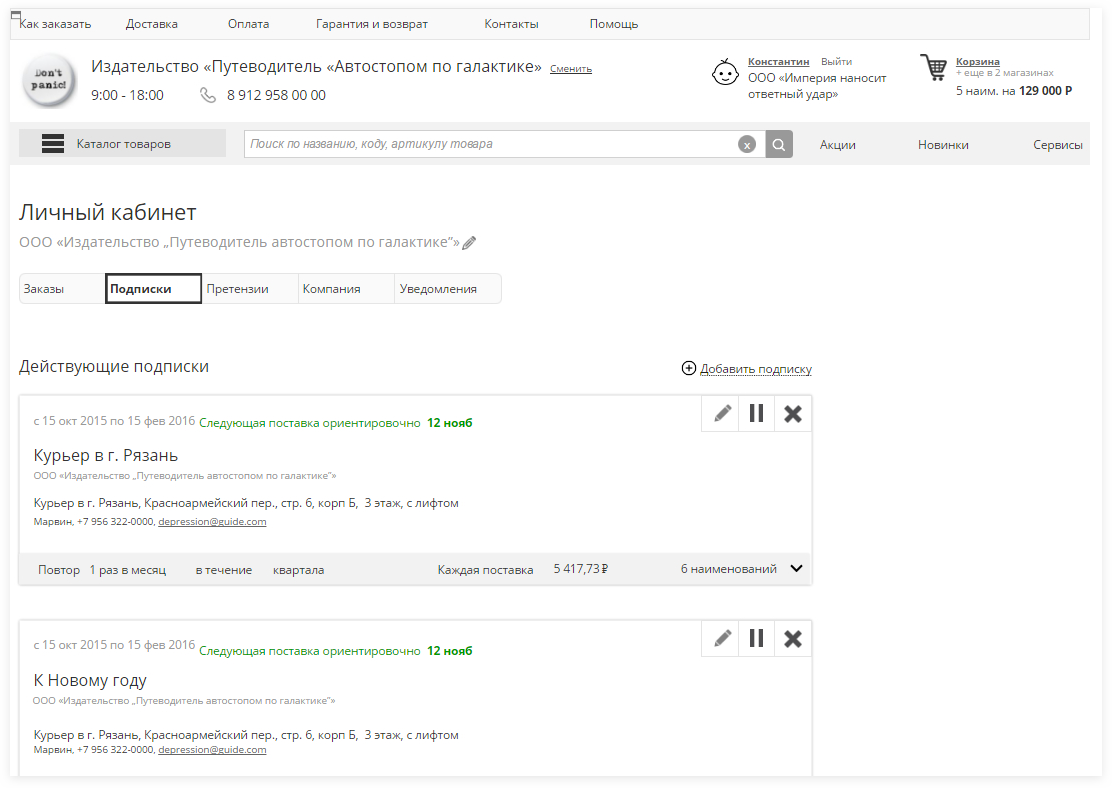 Как заказать Доставка Оплата Гарантия и возврат Контакты Помощь
Don't
panic!
Издательство «Путеводитель «Автостопом по галактике» Сменить
9:00 - 18:00 8 912 958 00 00
Константин Выйти
ООО «Империя наносит
ответный удар»
Корзина
+ еще в 2 магазинах
5 наим. на 129 000 Р
Каталог товаров
Поиск по названию, коду, артикулу товара x
Акции Новинки Сервисы
Личный кабинет
ООО «Издательство „Путеводитель автостопом по галактике”»
Заказы Подписки Претензии Компания Уведомления
Действующие подписки
Добавить подписку
с 15 окт 2015 по 15 фев 2016 Следующая поставка ориентировочно 12 нояб
Курьер в г. Рязань
ООО «Издательство „Путеводитель автостопом по галактике”»
Курьер в г. Рязань, Красноармейский пер., стр. 6, корп Б, 3 этаж, с лифтом
Марвин, +7 956 322-0000, depression@guide.com
Повтор 1 раз в месяц в течение квартала Каждая поставка 5 417,73₽ 6 наименований
с 15 окт 2015 по 15 фев 2016 Следующая поставка ориентировочно 12 нояб
К Новому году
ООО «Издательство „Путеводитель автостопом по галактике”»
Курьер в г. Рязань, Красноармейский пер., стр. 6, корп Б, 3 этаж, с лифтом
Марвин, +7 956 322-0000, depression@guide.com